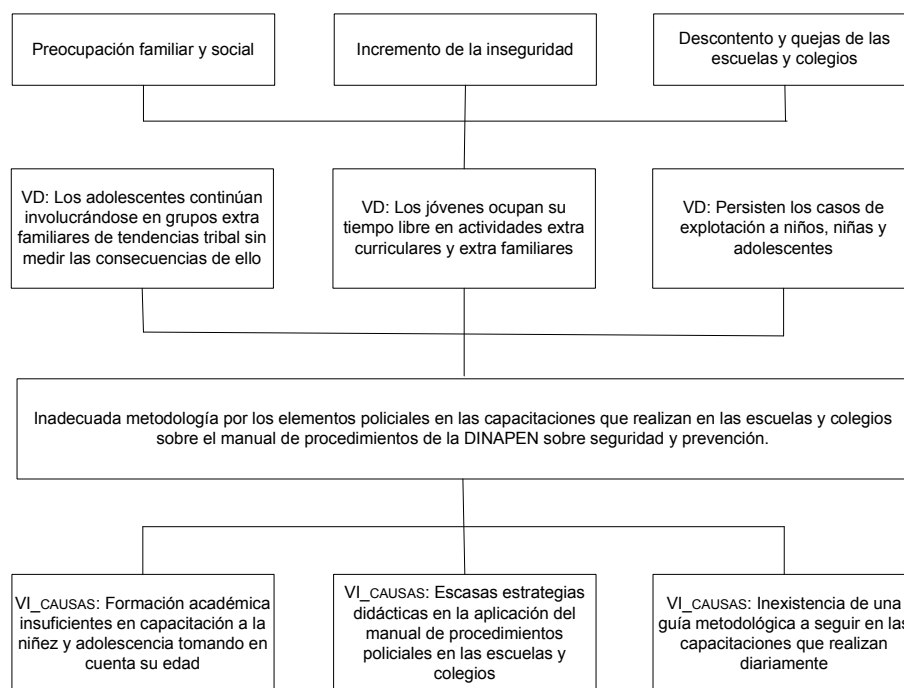 Preocupación familiar y social
Incremento de la inseguridad
Descontento y quejas de las
escuelas y colegios
VD: Los adolescentes continúan
involucrándose en grupos extra
familiares de tendencias tribal sin
medir las consecuencias de ello
VD: Los jóvenes ocupan su
tiempo libre en actividades extra
curriculares y extra familiares
VD: Persisten los casos de
explotación a niños, niñas y
adolescentes
Inadecuada metodología por los elementos policiales en las capacitaciones que realizan en las escuelas y colegios
sobre el manual de procedimientos de la DINAPEN sobre seguridad y prevención.
VI_CAUSAS: Formación académica
insuficientes en capacitación a la
niñez y adolescencia tomando en
cuenta su edad
VI_CAUSAS: Escasas estrategias
didácticas en la aplicación del
manual de procedimientos
policiales en las escuelas y
colegios
VI_CAUSAS: Inexistencia de una
guía metodológica a seguir en las
capacitaciones que realizan
diariamente